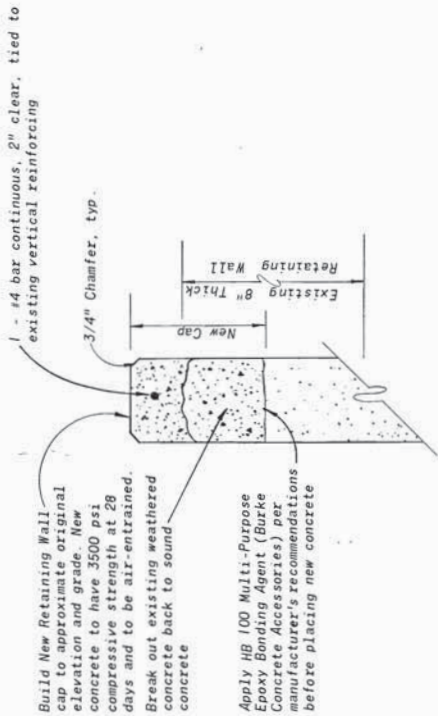 Build New Retaining Wall
cap to approximate original
elevation and grade. New
concrete to have 3500 psi
compressive strength at 28
days and to be air-entrained.
Break out existing weathered
concrete back to sound
concrete
Apply HB 100 Multi-Purpose
Epoxy Bonding Agent (Burke
Concrete Accessories) per
manufacturer's recommendations
before placing new concrete
1 - #4 bar continuous, 2" clear, tied to
existing vertical reinforcing
3/4" Chamfer, typ.
New Cap
Existing 8" Thick
Retaining Wall